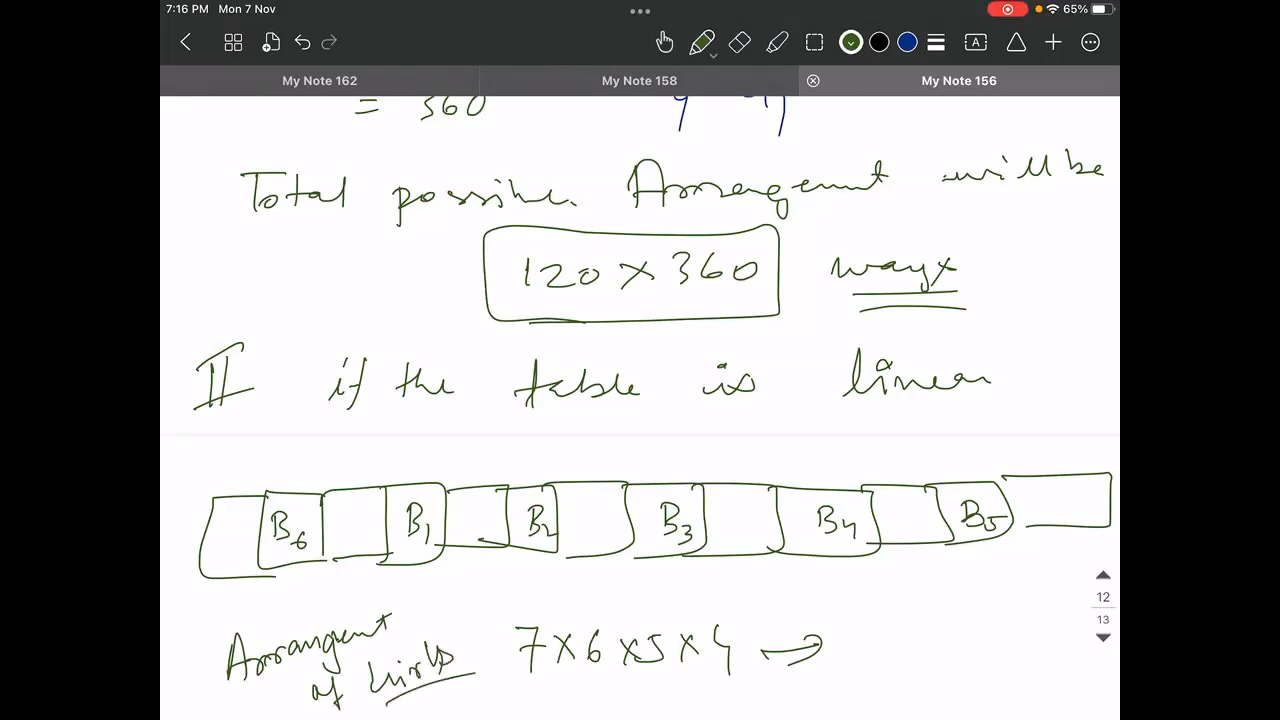 7:16 PM Mon 7 Nov
65%
My Note 162
My Note 158
My Note 156
= 360
Total possible Arrangement will be
120 x 360 ways
II if the table is linear
B6 B1 B2 B3 B4 B5
12
13
Arrangent of Girls 7 x 6 x 5 x 4 →